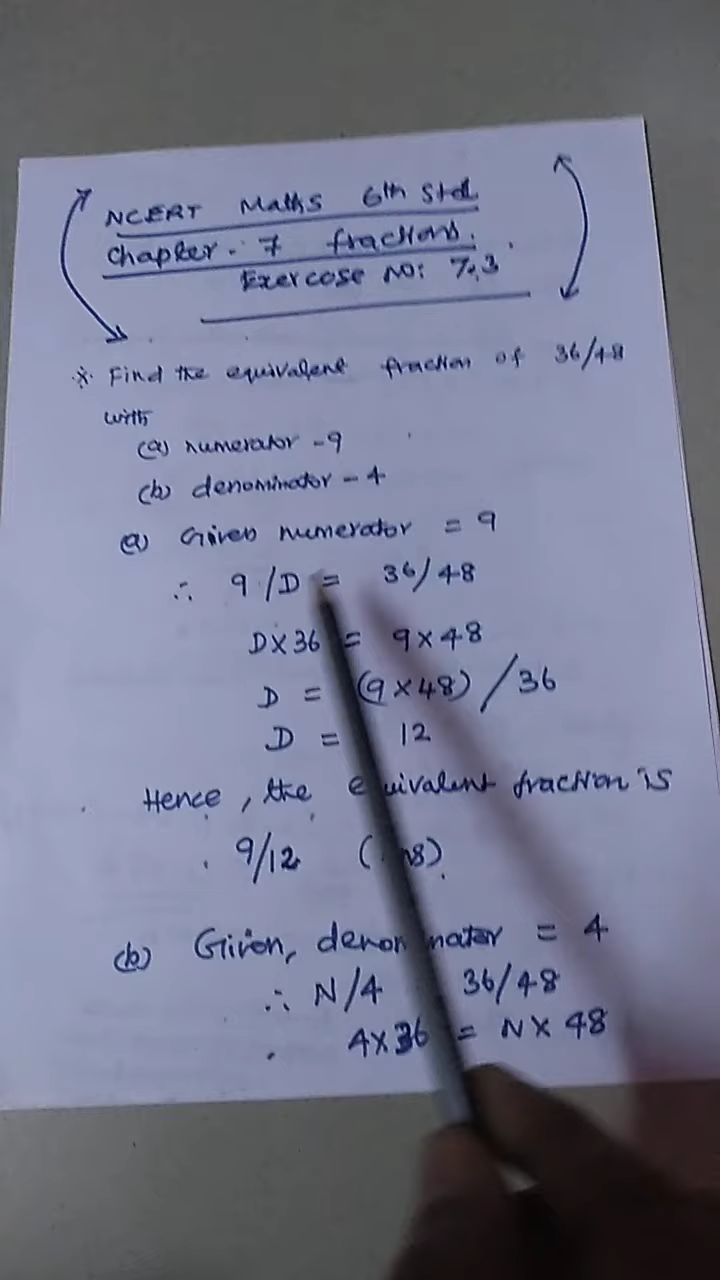 NCERT Maths 6th Std
Chapter - 7 fractions.
Exercose No: 7.3
* Find the equivalent fraction of 36/48
with
(a) numerator - 9
(b) denominator - 4
(a) Given numerator = 9
∴ 9/D = 36/48
D×36 = 9×48
D = (9×48)/36
D = 12
Hence, the equivalent fraction is
9/12
(b) Given, denominator = 4
∴ N/4 36/48
4×36 = N×48